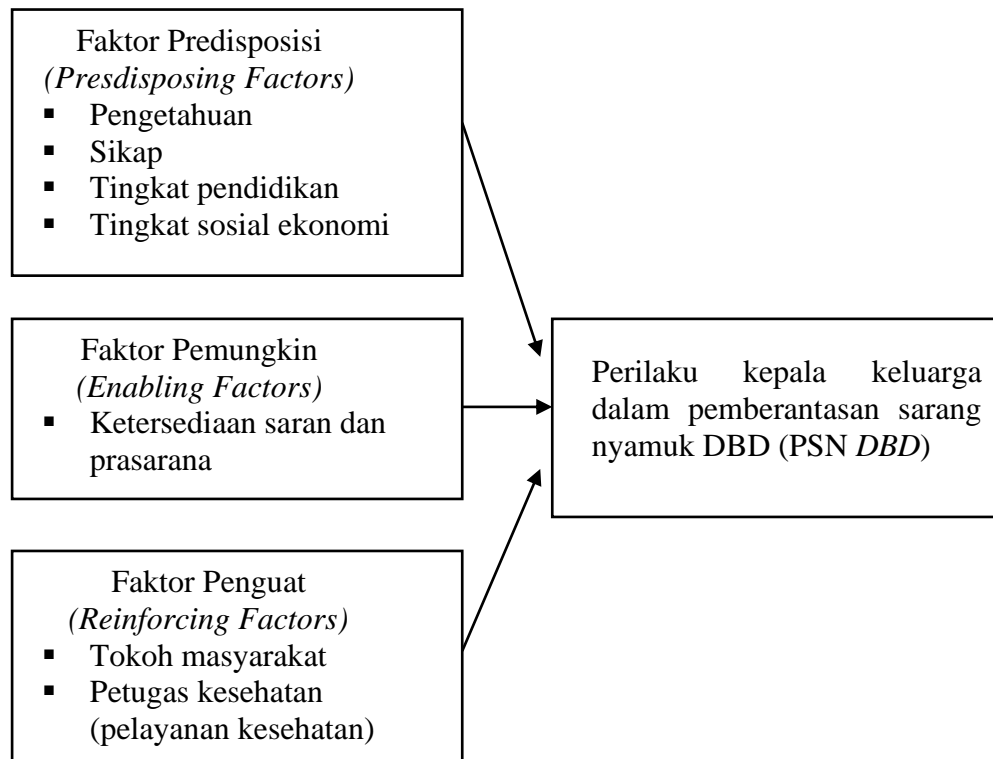 Faktor Predisposisi
(Presdisposing Factors)
▪ Pengetahuan
▪ Sikap
▪ Tingkat pendidikan
▪ Tingkat sosial ekonomi
Faktor Pemungkin
(Enabling Factors)
▪ Ketersediaan saran dan
prasarana
Faktor Penguat
(Reinforcing Factors)
▪ Tokoh masyarakat
▪ Petugas kesehatan
(pelayanan kesehatan)
Perilaku kepala keluarga
dalam pemberantasan sarang
nyamuk DBD (PSN DBD)